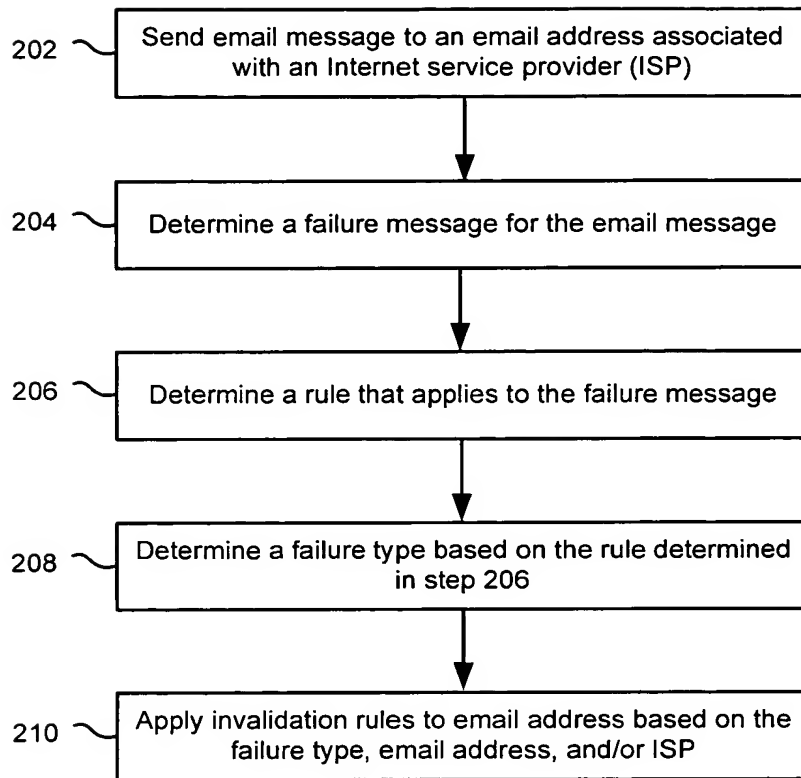 202
Send email message to an email address associated
with an Internet service provider (ISP)
204
Determine a failure message for the email message
206
Determine a rule that applies to the failure message
208
Determine a failure type based on the rule determined
in step 206
210
Apply invalidation rules to email address based on the
failure type, email address, and/or ISP